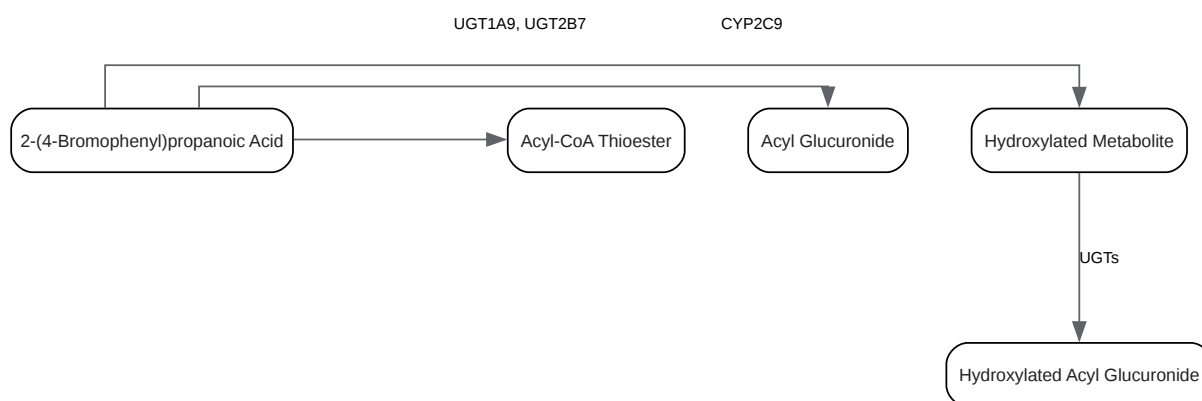 UGT1A9, UGT2B7
CYP2C9
2-(4-Bromophenyl)propanoic Acid
Acyl-CoA Thioester
Acyl Glucuronide
Hydroxylated Metabolite
UGTs
Hydroxylated Acyl Glucuronide